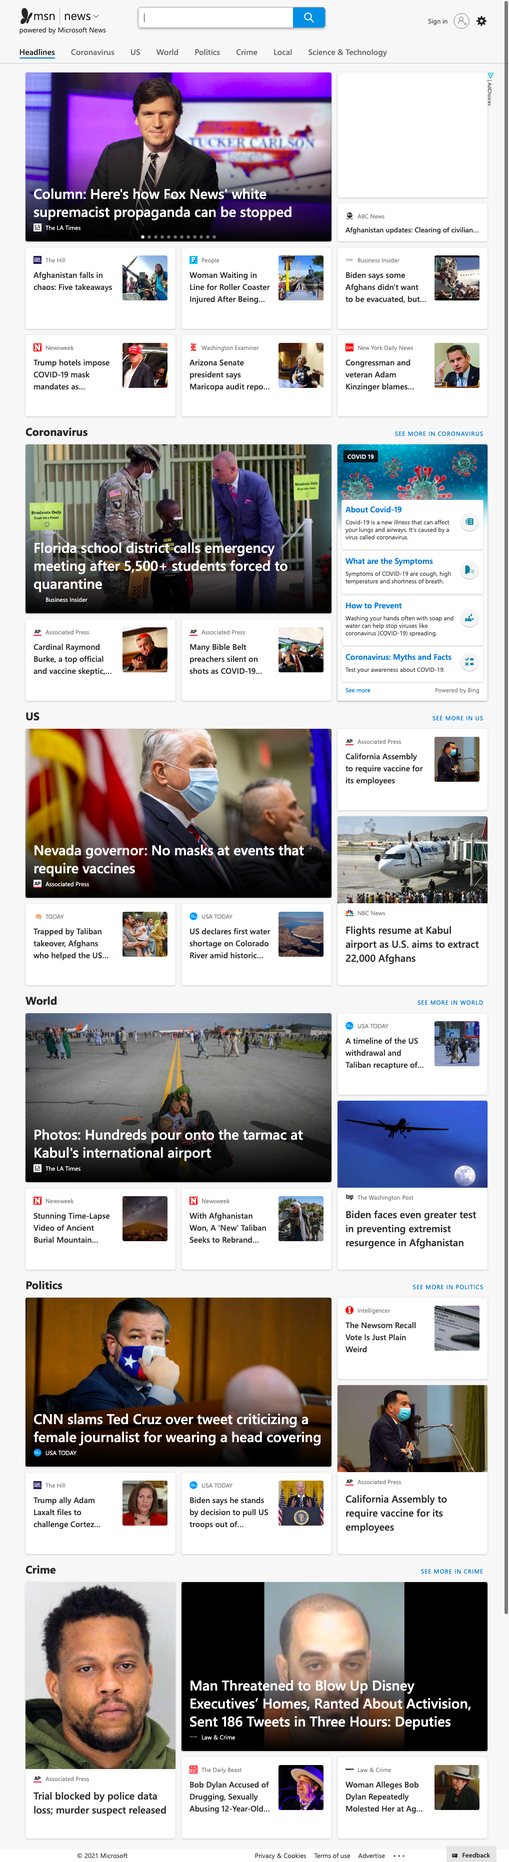 msn news
powered by Microsoft News
Sign in
Headlines Coronavirus US World Politics Crime Local Science & Technology
AdChoices
TUCKER CARLSON
Column: Here's how Fox News' white
supremacist propaganda can be stopped
The LA Times
ABC News
Afghanistan updates: Clearing of civilian...
The Hill
Afghanistan falls in
chaos: Five takeaways
People
Woman Waiting in
Line for Roller Coaster
Injured After Being...
Business Insider
Biden says some
Afghans didn't want
to be evacuated, but...
Newsweek
Trump hotels impose
COVID-19 mask
mandates as...
Washington Examiner
Arizona Senate
president says
Maricopa audit repo...
New York Daily News
Congressman and
veteran Adam
Kinzinger blames...
Coronavirus
SEE MORE IN CORONAVIRUS
Students Only
Students Only
Florida school district calls emergency
meeting after 5,500+ students forced to
quarantine
Business Insider
COVID 19
About Covid-19
Covid-19 is a new illness that can affect
your lungs and airways. It's caused by a
virus called coronavirus.
What are the Symptoms
Symptoms of COVID-19 are cough, high
temperature and shortness of breath.
How to Prevent
Washing your hands often with soap and
water can help stop viruses like
coronavirus (COVID-19) spreading.
Coronavirus: Myths and Facts
Test your awareness about COVID-19.
See more
Powered by Bing
AP Associated Press
Cardinal Raymond
Burke, a top official
and vaccine skeptic,...
AP Associated Press
Many Bible Belt
preachers silent on
shots as COVID-19...
US
SEE MORE IN US
Nevada governor: No masks at events that
require vaccines
AP Associated Press
AP Associated Press
California Assembly
to require vaccine for
its employees
Kam Air
NBC News
Flights resume at Kabul
airport as U.S. aims to extract
22,000 Afghans
TODAY
Trapped by Taliban
takeover, Afghans
who helped the US...
USA TODAY
US declares first water
shortage on Colorado
River amid historic...
World
SEE MORE IN WORLD
Photos: Hundreds pour onto the tarmac at
Kabul's international airport
The LA Times
USA TODAY
A timeline of the US
withdrawal and
Taliban recapture of...
wp The Washington Post
Biden faces even greater test
in preventing extremist
resurgence in Afghanistan
Newsweek
Stunning Time-Lapse
Video of Ancient
Burial Mountain...
Newsweek
With Afghanistan
Won, A 'New' Taliban
Seeks to Rebrand...
Politics
SEE MORE IN POLITICS
CNN slams Ted Cruz over tweet criticizing a
female journalist for wearing a head covering
USA TODAY
Intelligencer
The Newsom Recall
Vote Is Just Plain
Weird
AP Associated Press
California Assembly to
require vaccine for its
employees
The Hill
Trump ally Adam
Laxalt files to
challenge Cortez...
USA TODAY
Biden says he stands
by decision to pull US
troops out of...
Crime
SEE MORE IN CRIME
AP Associated Press
Trial blocked by police data
loss; murder suspect released
Man Threatened to Blow Up Disney
Executives' Homes, Ranted About Activision,
Sent 186 Tweets in Three Hours: Deputies
Law & Crime
The Daily Beast
Bob Dylan Accused of
Drugging, Sexually
Abusing 12-Year-Old...
Law & Crime
Woman Alleges Bob
Dylan Repeatedly
Molested Her at Ag...
© 2021 Microsoft
Privacy & Cookies Terms of use Advertise ...
Feedback